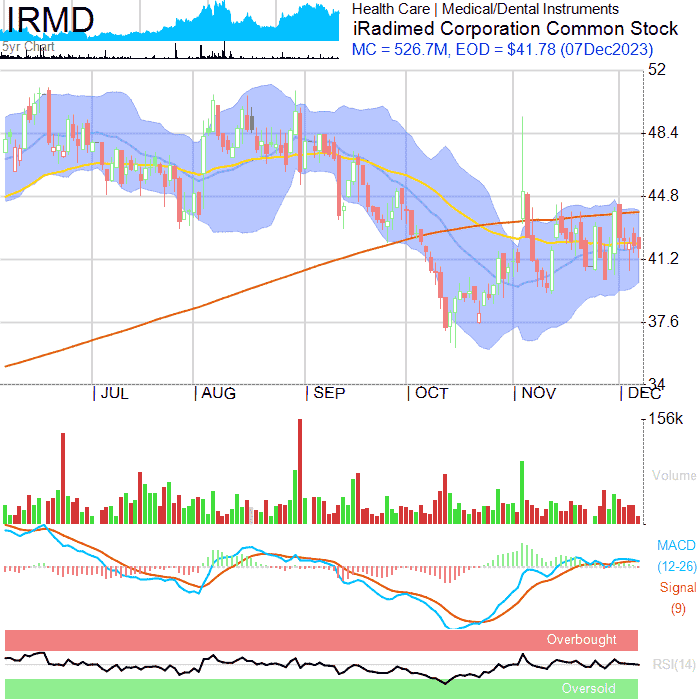 IRMD
5yr Chart
Health Care | Medical/Dental Instruments
iRadimed Corporation Common Stock
MC = 526.7M, EOD = $41.78 (07Dec2023)
52
48.4
44.8
41.2
37.6
34
JUL AUG SEP OCT NOV DEC
156k
Volume
MACD
(12-26)
Signal
(9)
Overbought
RSI(14)
Oversold